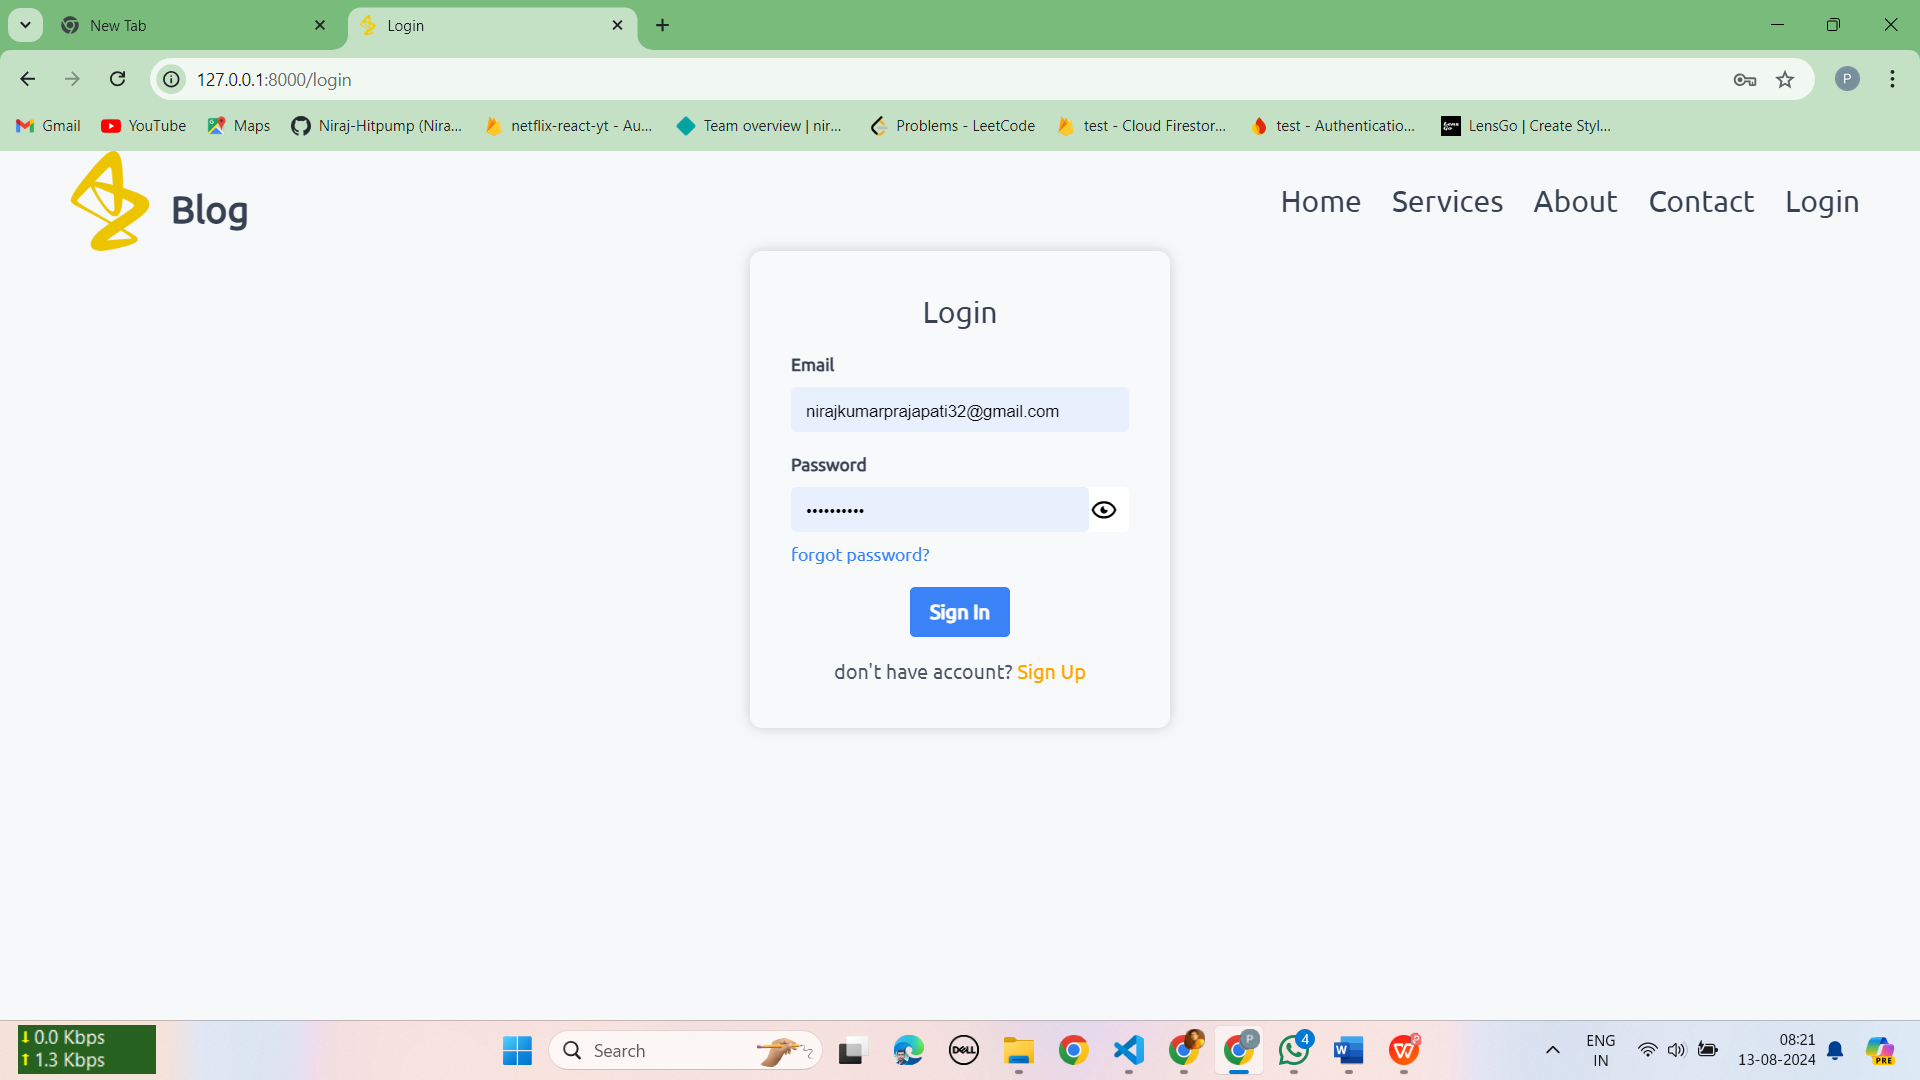 New Tab
Login
127.0.0.1:8000/login
P
Gmail
YouTube
Maps
Niraj-Hitpump (Nira...
netflix-react-yt - Au...
Team overview | nir...
Problems - LeetCode
test - Cloud Firestor...
test - Authenticatio...
LensGo | Create Styl...
Blog
Home
Services
About
Contact
Login
Login
Email
nirajkumarprajapati32@gmail.com
Password
••••••••••
forgot password?
Sign In
don't have account? Sign Up
0.0 Kbps
1.3 Kbps
Search
DELL
P
4
W
W
ENG
IN
08:21
13-08-2024
PRE